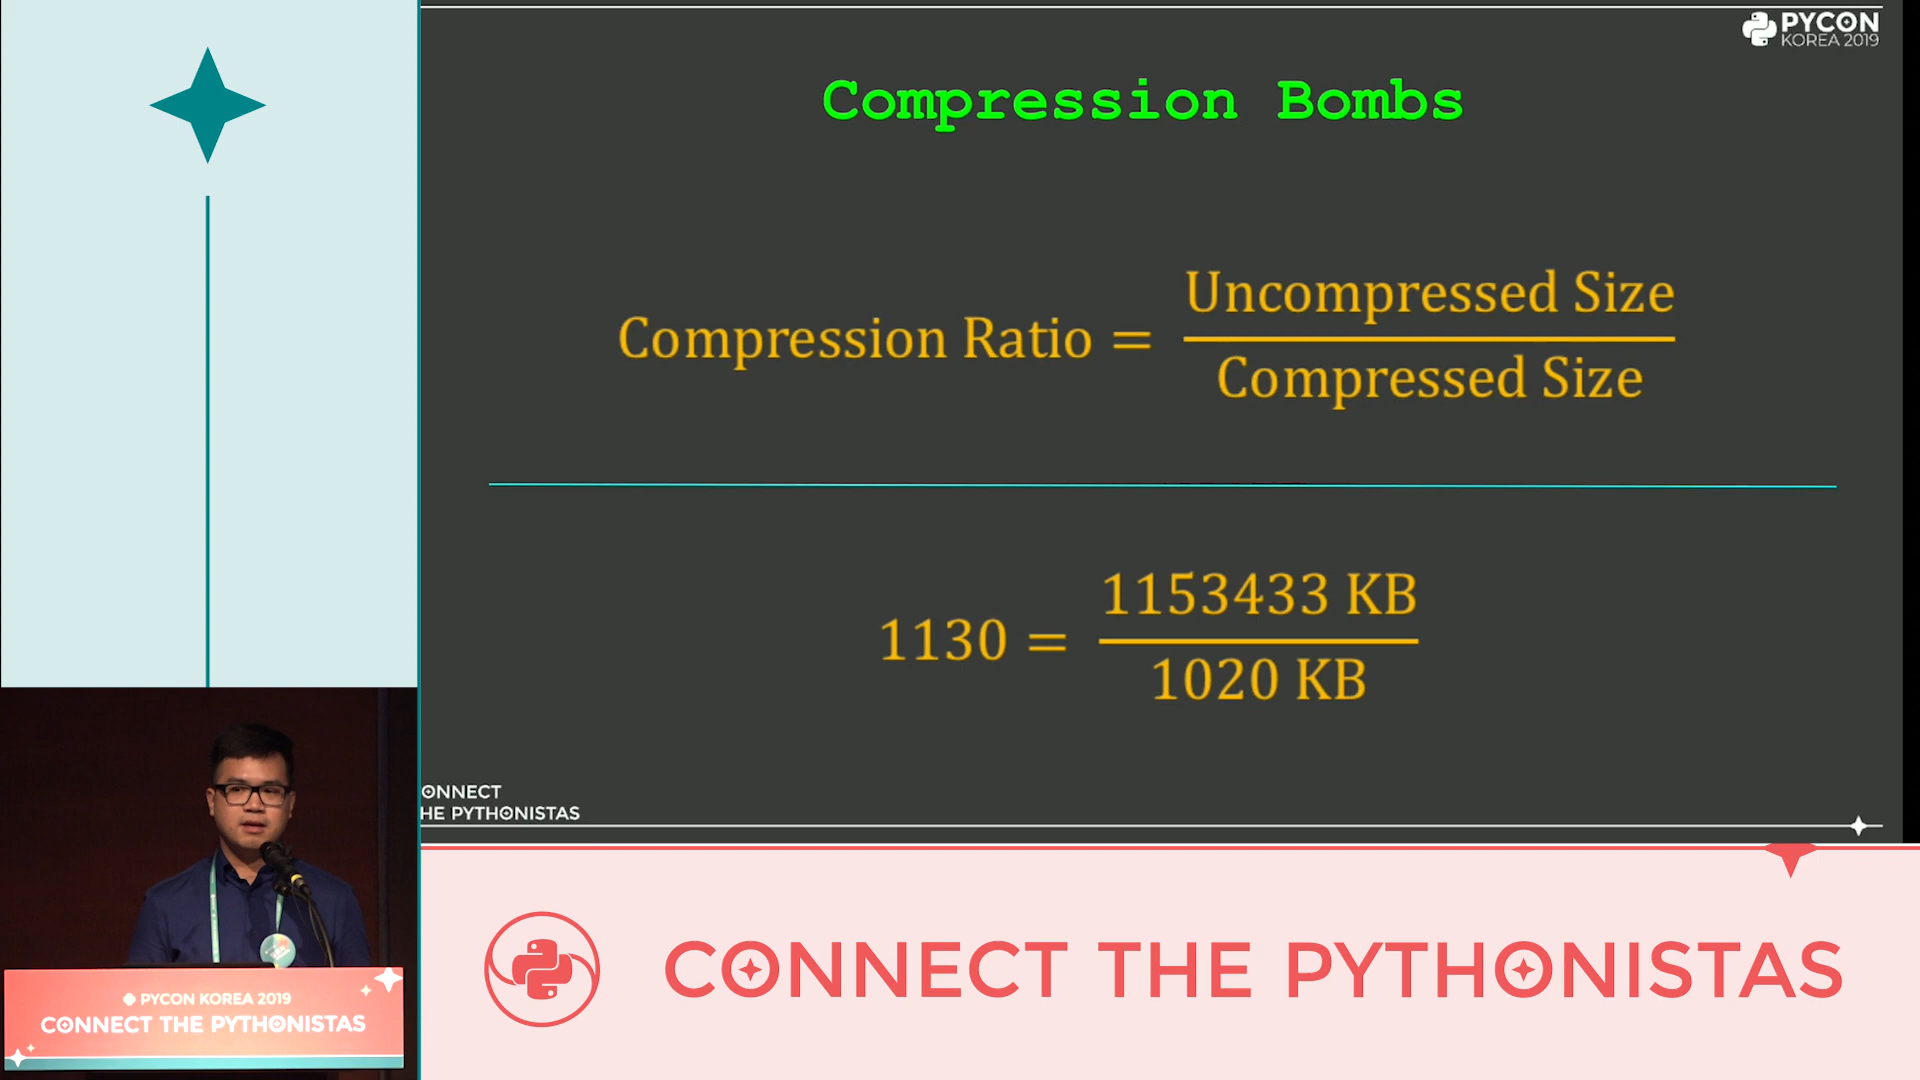 PYCON
KOREA 2019
Compression Bombs
Compression Ratio = Uncompressed Size
Compressed Size
1130 = 1153433 KB
1020 KB
ONNECT
HE PYTHONISTAS
PYCON KOREA 2019
CONNECT THE PYTHONISTAS
CONNECT THE PYTHONISTAS